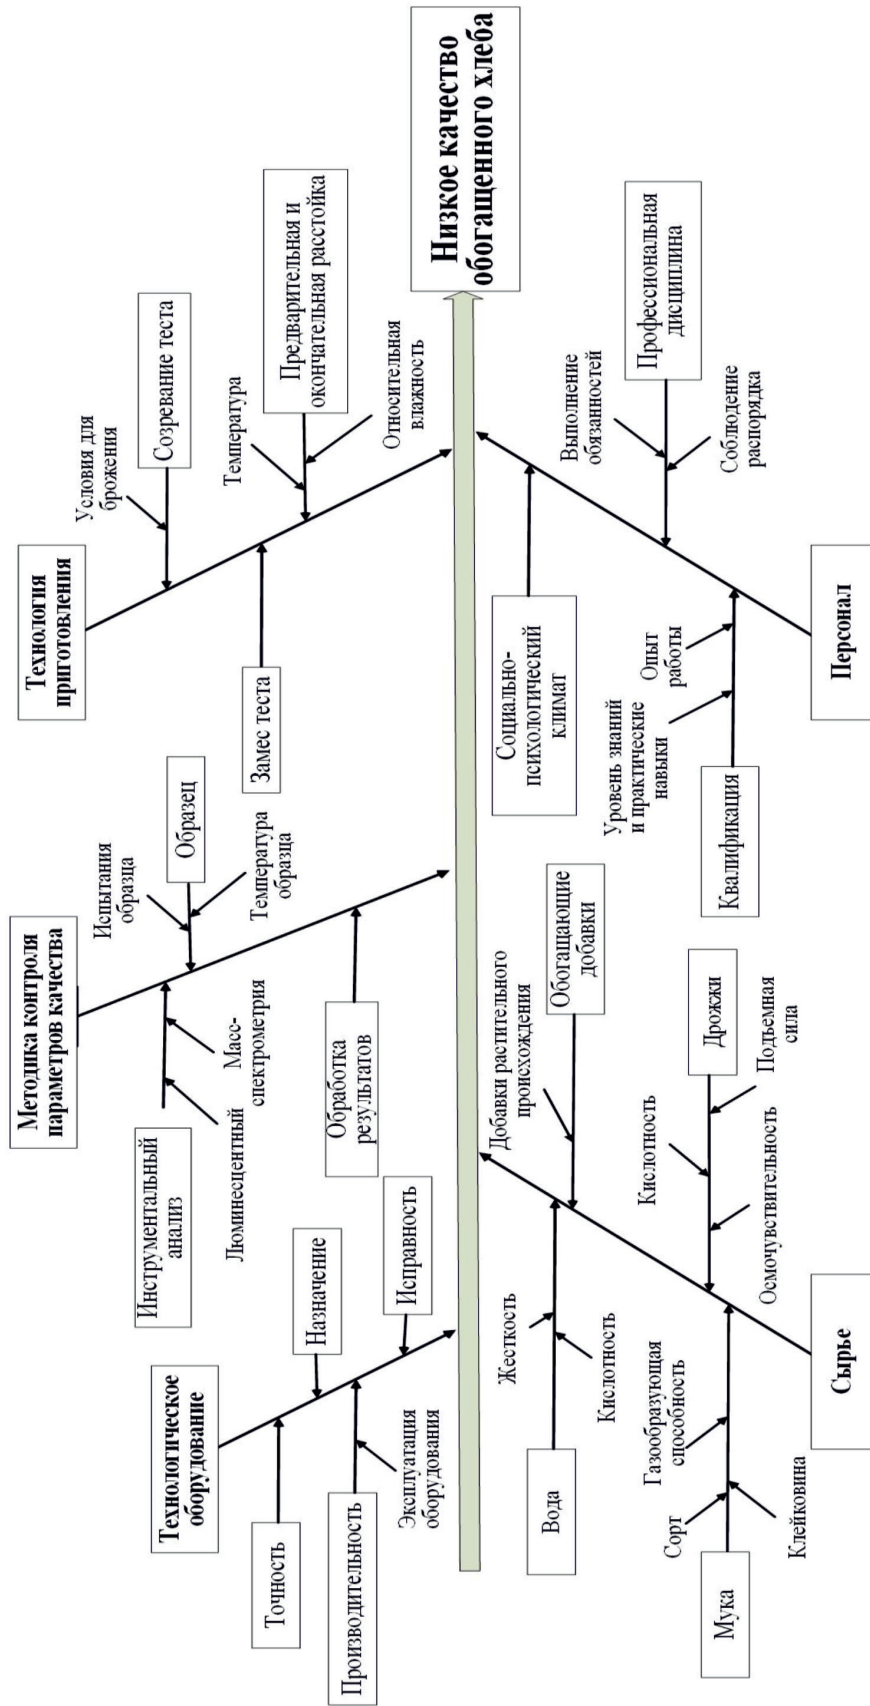 Технологическое
оборудование
Точность
Назначение
Производительность
Эксплуатация
оборудования
Исправность
Методика контроля
параметров качества
Инструментальный
анализ
Люминесцентный
Масс-
спектрометрия
Испытания
образца
Образец
Температура
образца
Обработка
результатов
Технология
приготовления
Условия для
брожения
Созревание теста
Замес теста
Температура
Предварительная и
окончательная расстойка
Относительная
влажность
Низкое качество
обогащенного хлеба
Вода
Жесткость
Кислотность
Добавки растительного
происхождения
Обогащающие
добавки
Мука
Сорт
Газообразующая
способность
Клейковина
Кислотность
Дрожжи
Осмочувствительность
Подъемная
сила
Сырье
Социально-
психологический
климат
Выполнение
обязанностей
Профессиональная
дисциплина
Соблюдение
распорядка
Уровень знаний
и практические
навыки
Опыт
работы
Квалификация
Персонал